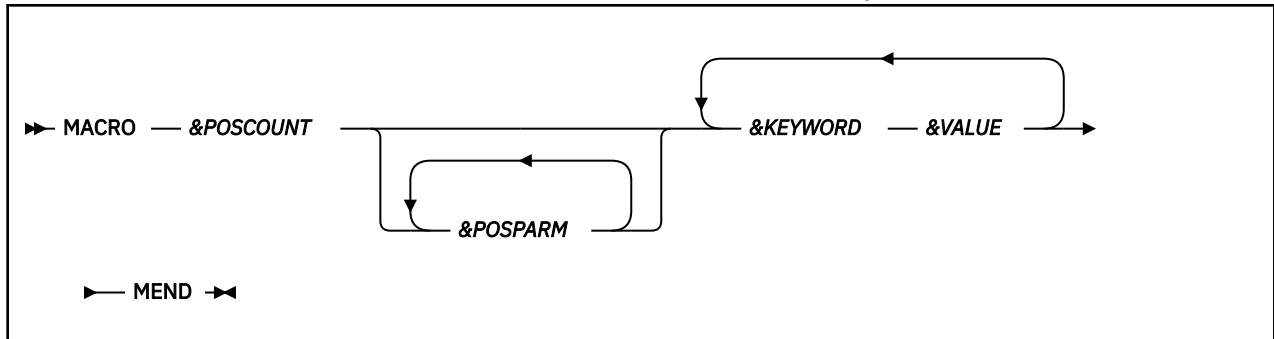 MACRO &POSCOUNT &KEYWORD &VALUE
&POSPARM
MEND